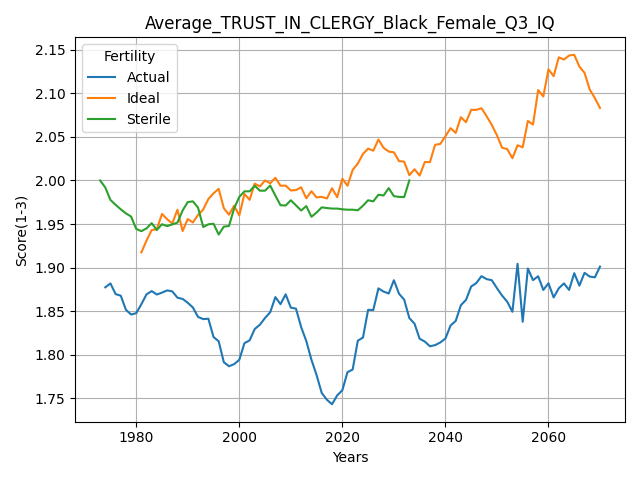 Average_TRUST_IN_CLERGY_Black_Female_Q3_IQ
Fertility
Actual
Ideal
Sterile
Score(1-3)
2.15
2.10
2.05
2.00
1.95
1.90
1.85
1.80
1.75
1980
2000
2020
2040
2060
Years